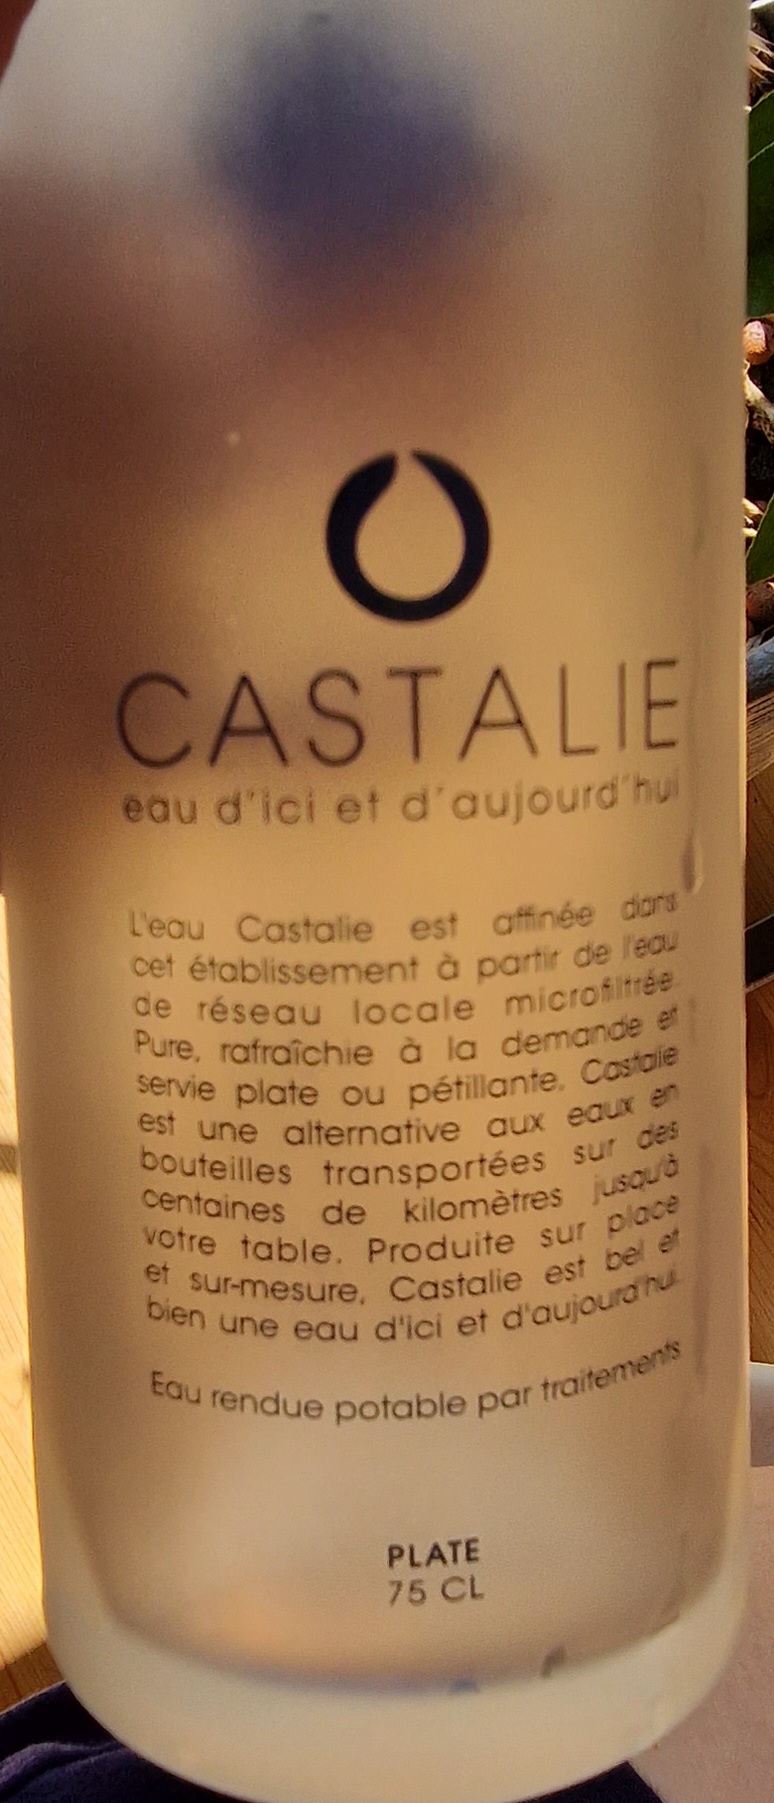 CASTALIE
eau d'ici et d'aujourd'hui
L'eau Castalie est affinée dans
cet établissement à partir de l'eau
de réseau locale microfiltrée.
Pure, rafraîchie à la demande et
servie plate ou pétillante, Castalie
est une alternative aux eaux en
bouteilles transportées sur des
centaines de kilomètres jusqu'à
votre table. Produite sur place
et sur-mesure, Castalie est bel et
bien une eau d'ici et d'aujourd'hui.
Eau rendue potable par traitements
PLATE
75 CL